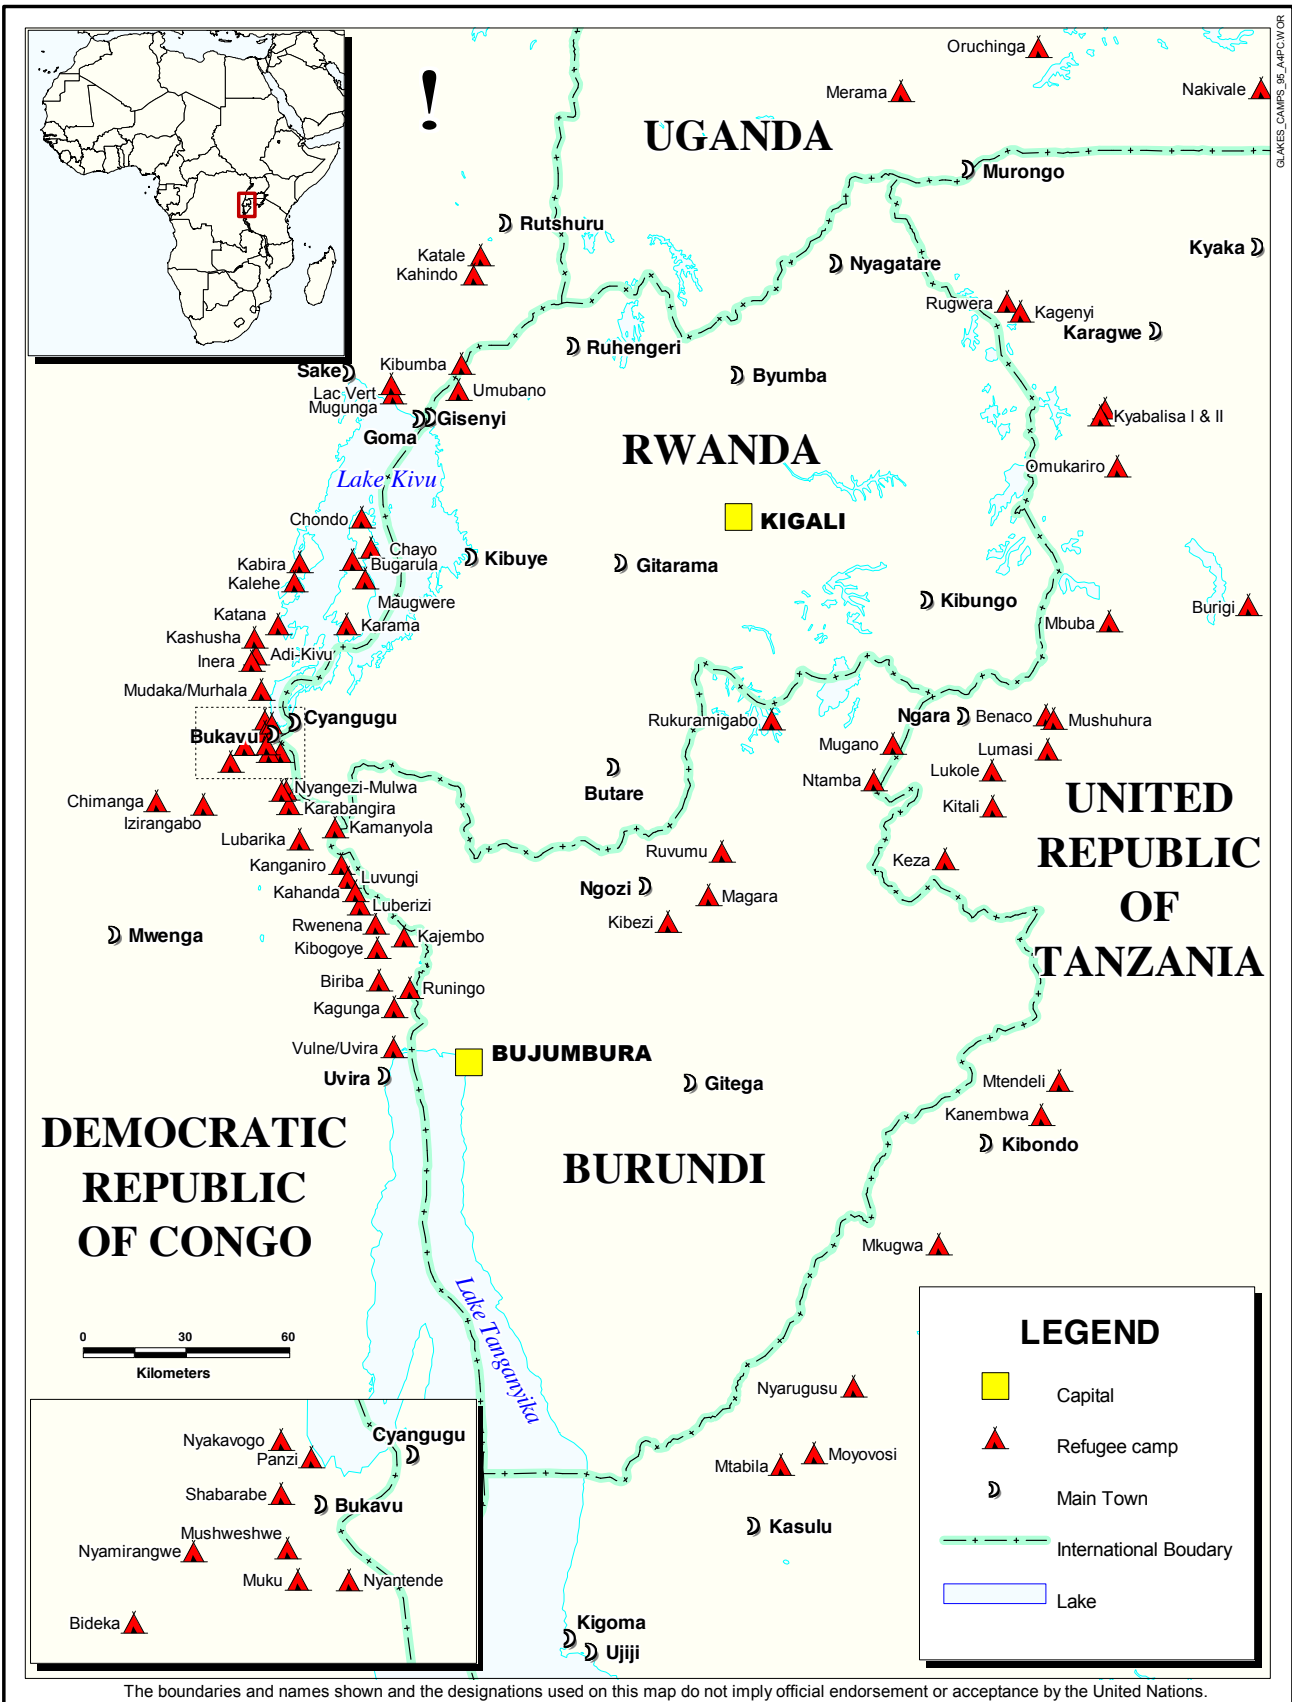 GLAKES_CAMPS_95_A4PC.WOR
!
Oruchinga
Merama
Nakivale
UGANDA
Murongo
Rutshuru
Kyaka
Katale
Kahindo
Nyagatare
Rugwera
Kagenyi
Karagwe
Ruhengeri
Sake
Kibumba
Byumba
Lac Vert
Umubano
Mugunga
Gisenyi
Kyabalisa I & II
Goma
RWANDA
Omukariro
Lake Kivu
Chondo
KIGALI
Chayo
Kibuye
Gitarama
Kabira
Bugarula
Kalehe
Maugwere
Kibungo
Burigi
Katana
Karama
Mbuba
Kashusha
Adi-Kivu
Inera
Mudaka/Murhala
Cyangugu
Rukuramigabo
Ngara
Benaco
Mushuhura
Bukavu
Mugano
Lumasi
Lukole
Ntamba
Butare
Nyangezi-Mulwa
Chimanga
Karabangira
Izirangabo
Kitali
UNITED
REPUBLIC
OF
TANZANIA
Kamanyola
Lubarika
Ruvumu
Keza
Kanganiro
Luvungi
Ngozi
Kahanda
Magara
Luberizi
Rwenena
Kibezi
Mwenga
Kajembo
Kibogoye
Biriba
Runingo
Kagunga
Vulne/Uvira
BUJUMBURA
Uvira
Gitega
Mtendeli
Kanembwa
Kibondo
DEMOCRATIC
REPUBLIC
OF CONGO
BURUNDI
Mkugwa
Lake Tanganyika
0 30 60
Kilometers
Nyarugusu
Moyovosi
Mtabila
Kasulu
Kigoma
Ujiji
Nyakavogo
Cyangugu
Panzi
Shabarabe
Bukavu
Mushweshwe
Nyamirangwe
Muku
Nyantende
Bideka
LEGEND
Capital
Refugee camp
Main Town
International Boudary
Lake
The boundaries and names shown and the designations used on this map do not imply official endorsement or acceptance by the United Nations.